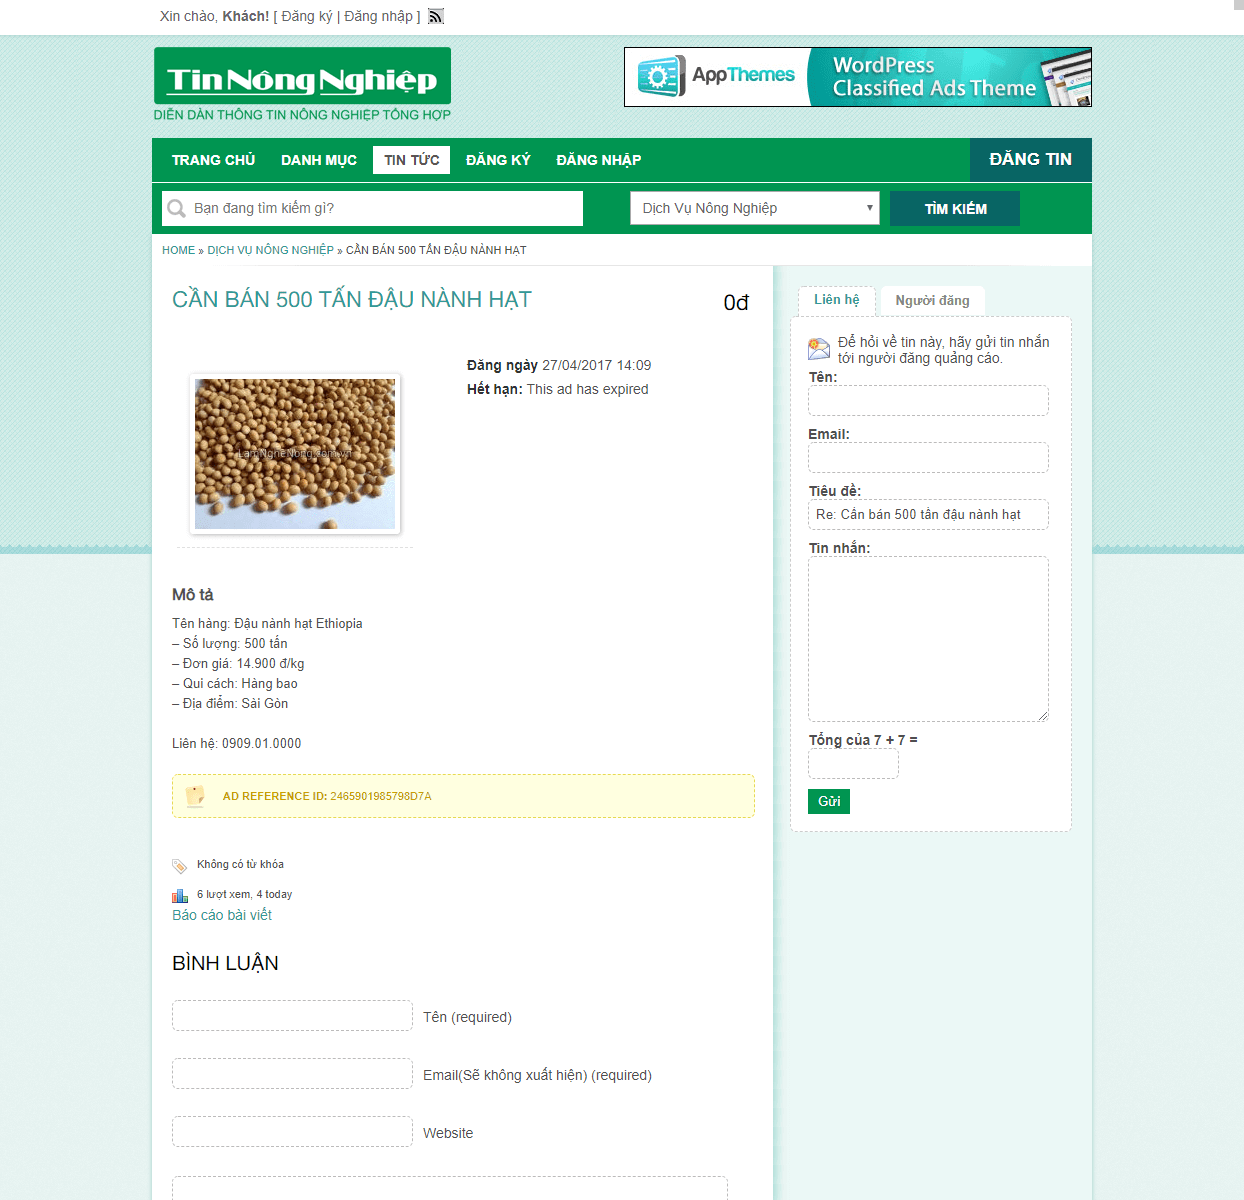 Xin chào, Khách! [ Đăng ký | Đăng nhập ]
Tin Nông Nghiệp
DIỄN DÀN THÔNG TIN NÔNG NGHIỆP TỔNG HỢP
AppThemes
WordPress
Classified Ads Theme
TRANG CHỦ DANH MỤC TIN TỨC ĐĂNG KÝ ĐĂNG NHẬP ĐĂNG TIN
Bạn đang tìm kiếm gì? Dịch Vụ Nông Nghiệp TÌM KIẾM
HOME » DỊCH VỤ NÔNG NGHIỆP » CẦN BÁN 500 TẤN ĐẬU NÀNH HẠT
CẦN BÁN 500 TẤN ĐẬU NÀNH HẠT 0đ
Đăng ngày 27/04/2017 14:09
Hết hạn: This ad has expired
LamNgheNong.com.vn
Mô tả
Tên hàng: Đậu nành hạt Ethiopia
– Số lượng: 500 tấn
– Đơn giá: 14.900 đ/kg
– Qui cách: Hàng bao
– Địa điểm: Sài Gòn
Liên hệ: 0909.01.0000
AD REFERENCE ID: 2465901985798D7A
Không có từ khóa
6 lượt xem, 4 today
Báo cáo bài viết
BÌNH LUẬN
Tên (required)
Email(Sẽ không xuất hiện) (required)
Website
Liên hệ Người đăng
Để hỏi về tin này, hãy gửi tin nhắn
tới người đăng quảng cáo.
Tên:
Email:
Tiêu đề:
Re: Cần bán 500 tấn đậu nành hạt
Tin nhắn:
Tổng của 7 + 7 =
Gửi